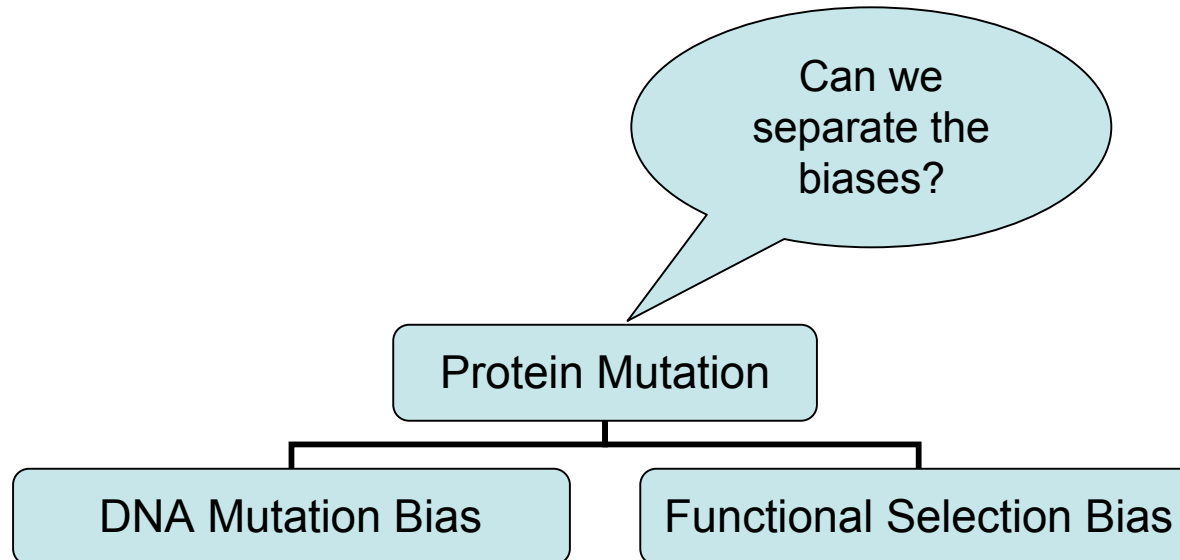 Can we
separate the
biases?
Protein Mutation
DNA Mutation Bias
Functional Selection Bias